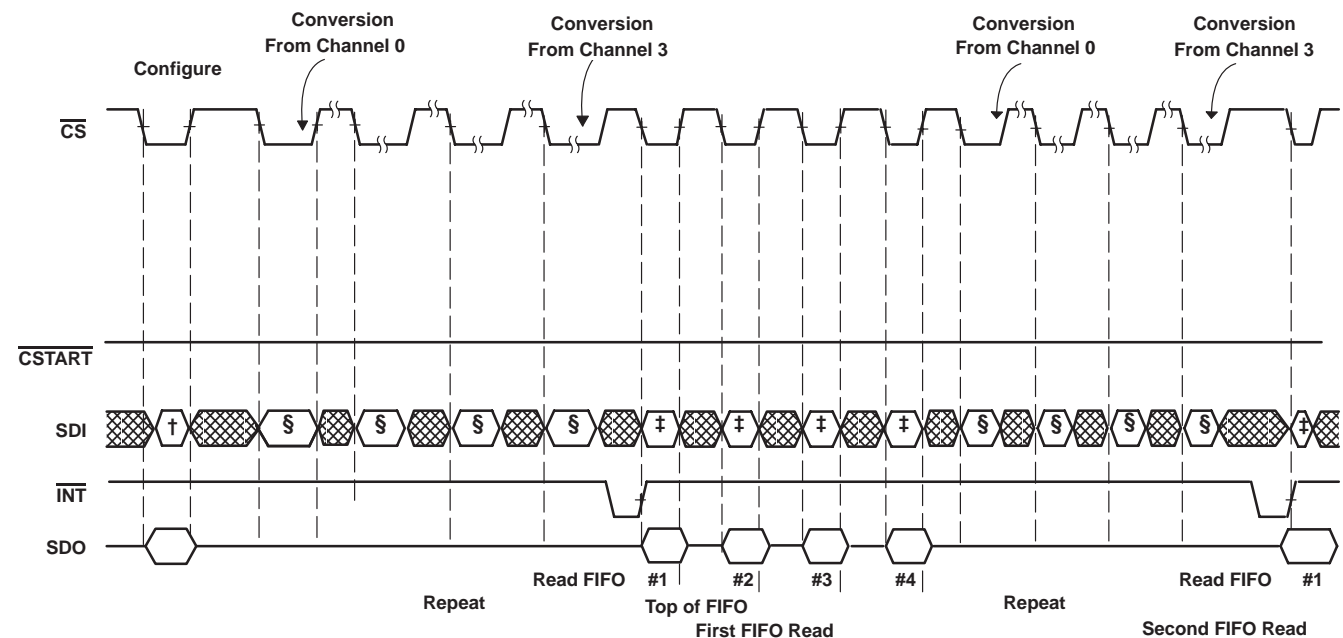 Conversion
From Channel 0
Conversion
From Channel 3
Conversion
From Channel 0
Conversion
From Channel 3
Configure
CS
CSTART
SDI † § § § § ‡ ‡ ‡ ‡ § § § § ‡
INT
SDO
Read FIFO #1 #2 #3 #4 Read FIFO #1
Repeat Top of FIFO Repeat
First FIFO Read Second FIFO Read